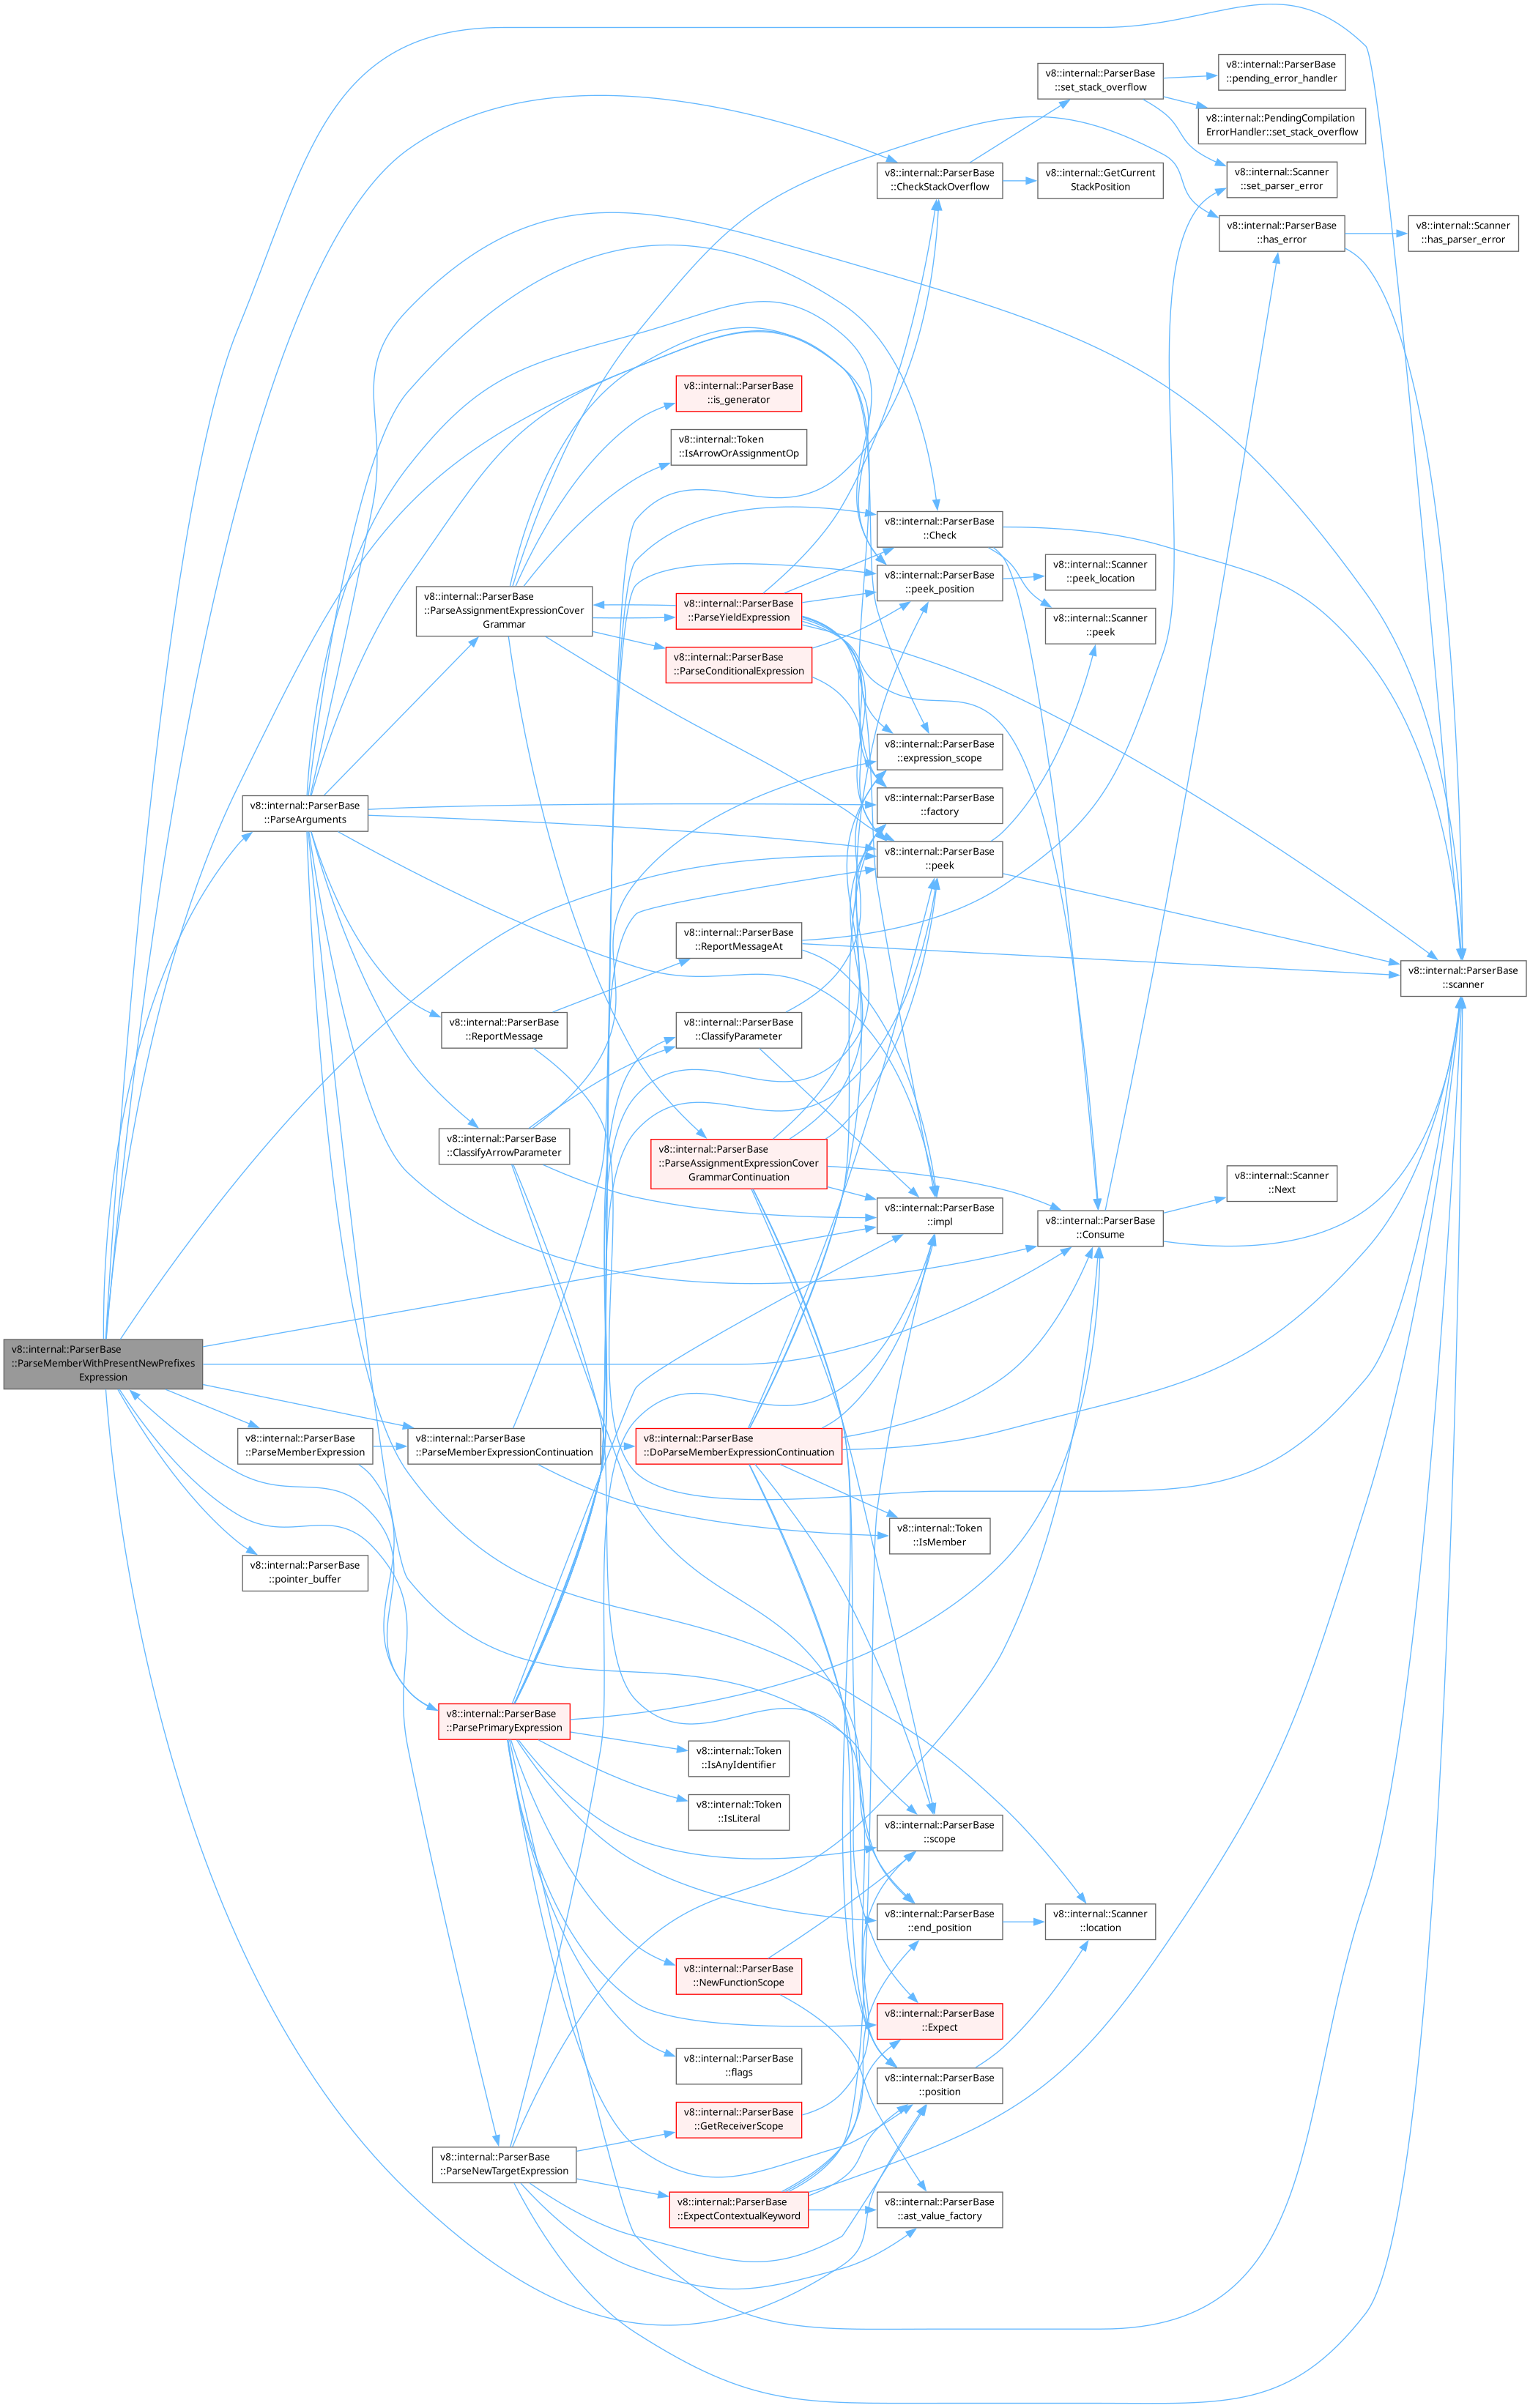 v8::internal::ParserBase
::set_stack_overflow
v8::internal::ParserBase
::pending_error_handler
v8::internal::PendingCompilation
ErrorHandler::set_stack_overflow
v8::internal::ParserBase
::CheckStackOverflow
v8::internal::GetCurrent
StackPosition
v8::internal::Scanner
::set_parser_error
v8::internal::ParserBase
::has_error
v8::internal::Scanner
::has_parser_error
v8::internal::ParserBase
::is_generator
v8::internal::Token
::IsArrowOrAssignmentOp
v8::internal::ParserBase
::Check
v8::internal::ParserBase
::peek_position
v8::internal::Scanner
::peek_location
v8::internal::ParserBase
::ParseAssignmentExpressionCover
Grammar
v8::internal::ParserBase
::ParseYieldExpression
v8::internal::Scanner
::peek
v8::internal::ParserBase
::ParseConditionalExpression
v8::internal::ParserBase
::expression_scope
v8::internal::ParserBase
::ParseArguments
v8::internal::ParserBase
::factory
v8::internal::ParserBase
::peek
v8::internal::ParserBase
::ReportMessageAt
v8::internal::ParserBase
::scanner
v8::internal::ParserBase
::ReportMessage
v8::internal::ParserBase
::ClassifyParameter
v8::internal::ParserBase
::ClassifyArrowParameter
v8::internal::ParserBase
::ParseAssignmentExpressionCover
GrammarContinuation
v8::internal::Scanner
::Next
v8::internal::ParserBase
::impl
v8::internal::ParserBase
::Consume
v8::internal::ParserBase
::ParseMemberWithPresentNewPrefixes
Expression
v8::internal::ParserBase
::ParseMemberExpression
v8::internal::ParserBase
::ParseMemberExpressionContinuation
v8::internal::ParserBase
::DoParseMemberExpressionContinuation
v8::internal::Token
::IsMember
v8::internal::ParserBase
::pointer_buffer
v8::internal::ParserBase
::ParsePrimaryExpression
v8::internal::Token
::IsAnyIdentifier
v8::internal::Token
::IsLiteral
v8::internal::ParserBase
::scope
v8::internal::ParserBase
::end_position
v8::internal::Scanner
::location
v8::internal::ParserBase
::NewFunctionScope
v8::internal::ParserBase
::Expect
v8::internal::ParserBase
::flags
v8::internal::ParserBase
::position
v8::internal::ParserBase
::GetReceiverScope
v8::internal::ParserBase
::ParseNewTargetExpression
v8::internal::ParserBase
::ExpectContextualKeyword
v8::internal::ParserBase
::ast_value_factory